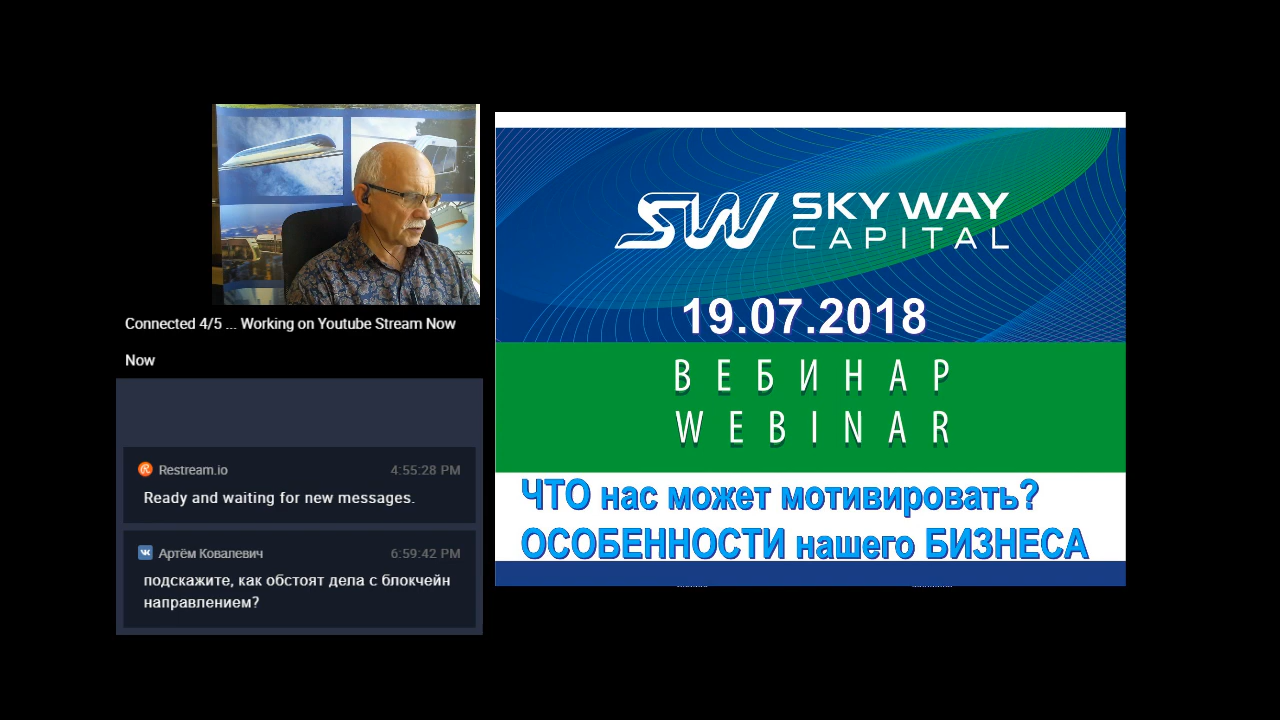 Connected 4/5 ... Working on Youtube Stream Now
Now
Restream.io 4:55:28 PM
Ready and waiting for new messages.
Артём Ковалевич 6:59:42 PM
подскажите, как обстоят дела с блокчейн
направлением?
SW SKY WAY
CAPITAL
19.07.2018
ВЕБИНАР
WEBINAR
ЧТО нас может мотивировать?
ОСОБЕННОСТИ нашего БИЗНЕСА